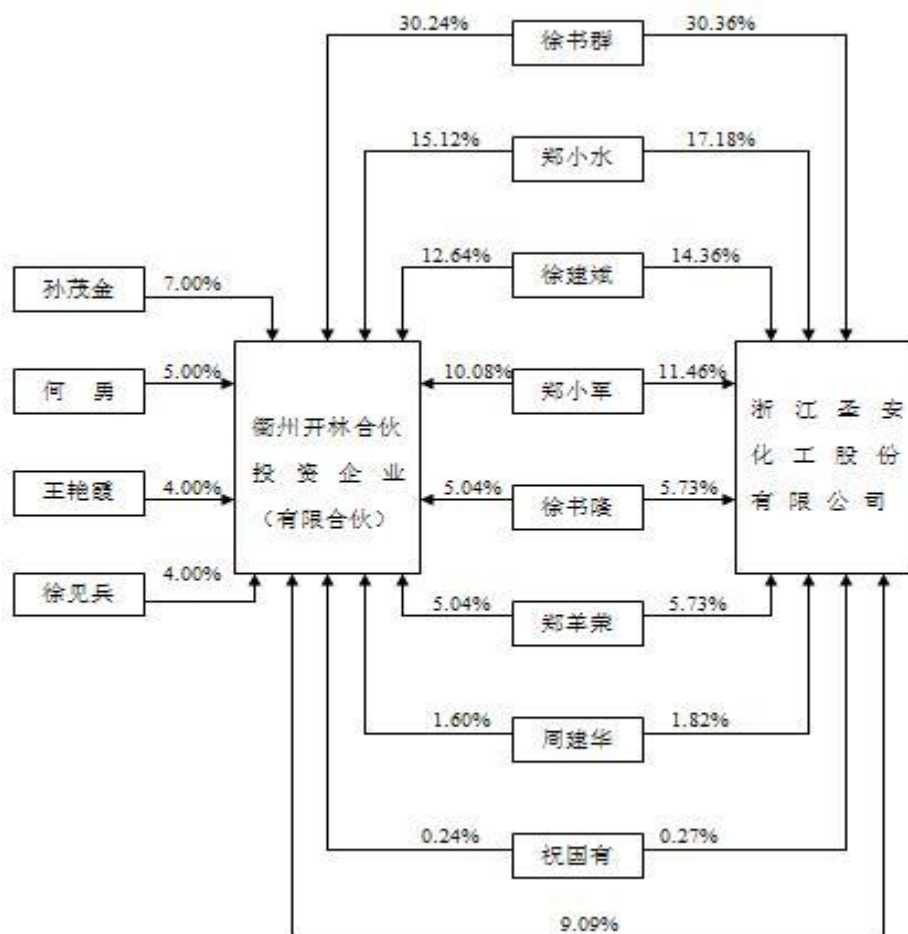 30.24% 徐书群 30.36%
15.12% 郑小水 17.18%
12.64% 徐建斌 14.36%
孙茂金 7.00%
何 勇 5.00%
王艳霞 4.00%
徐见兵 4.00%
衢州开林合伙
投资企业
（有限合伙）
10.08% 郑小军 11.46%
5.04% 徐书隆 5.73%
浙江圣安
化工股份
有限公司
5.04% 郑羊荣 5.73%
1.60% 周建华 1.82%
0.24% 祝国有 0.27%
9.09%